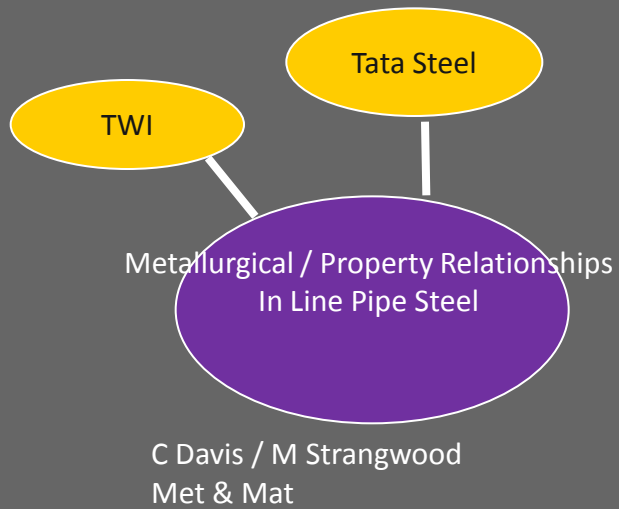 Tata Steel
TWI
Metallurgical / Property Relationships
In Line Pipe Steel
C Davis / M Strangwood
Met & Mat